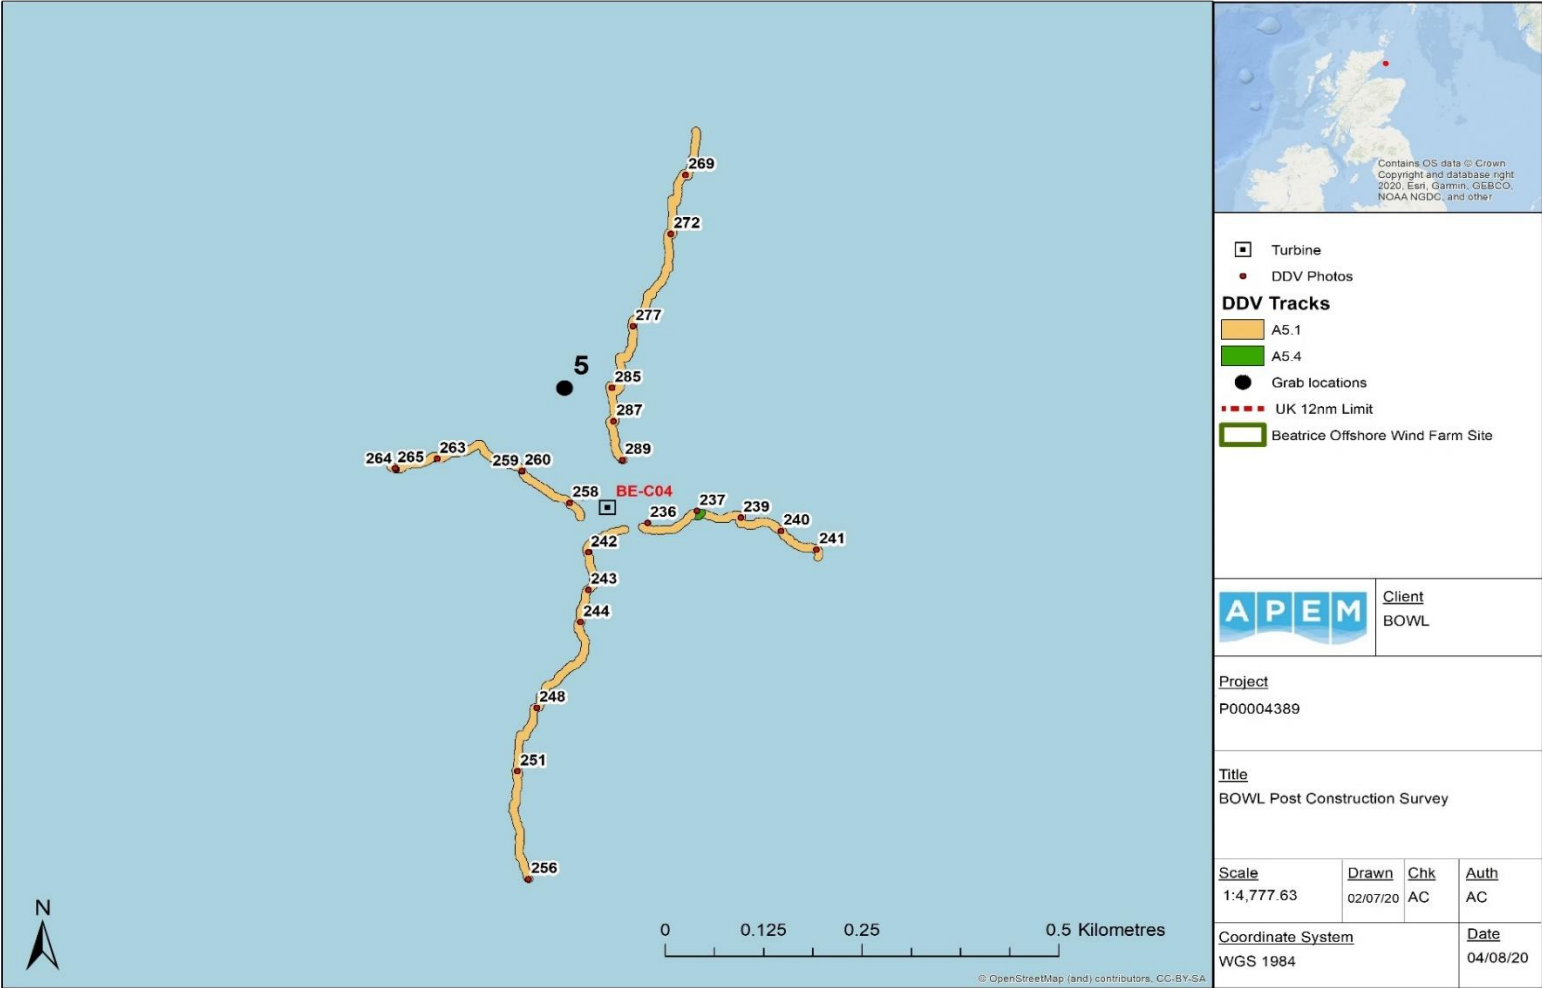 269
272
277
5
285
287
289
264
265
263
259
260
258
BE-C04
236
237
239
240
241
242
243
244
248
251
256
N
0 0.125 0.25 0.5 Kilometres
© OpenStreetMap (and) contributors, CC-BY-SA
Contains OS data © Crown
Copyright and database right
2020, Esri, Garmin, GEBCO,
NOAA NGDC, and other
Turbine
DDV Photos
DDV Tracks
A5.1
A5.4
Grab locations
UK 12nm Limit
Beatrice Offshore Wind Farm Site
APEM
Client
BOWL
Project
P00004389
Title
BOWL Post Construction Survey
Scale
1:4,777.63
Drawn
02/07/20
Chk
AC
Auth
AC
Coordinate System
WGS 1984
Date
04/08/20